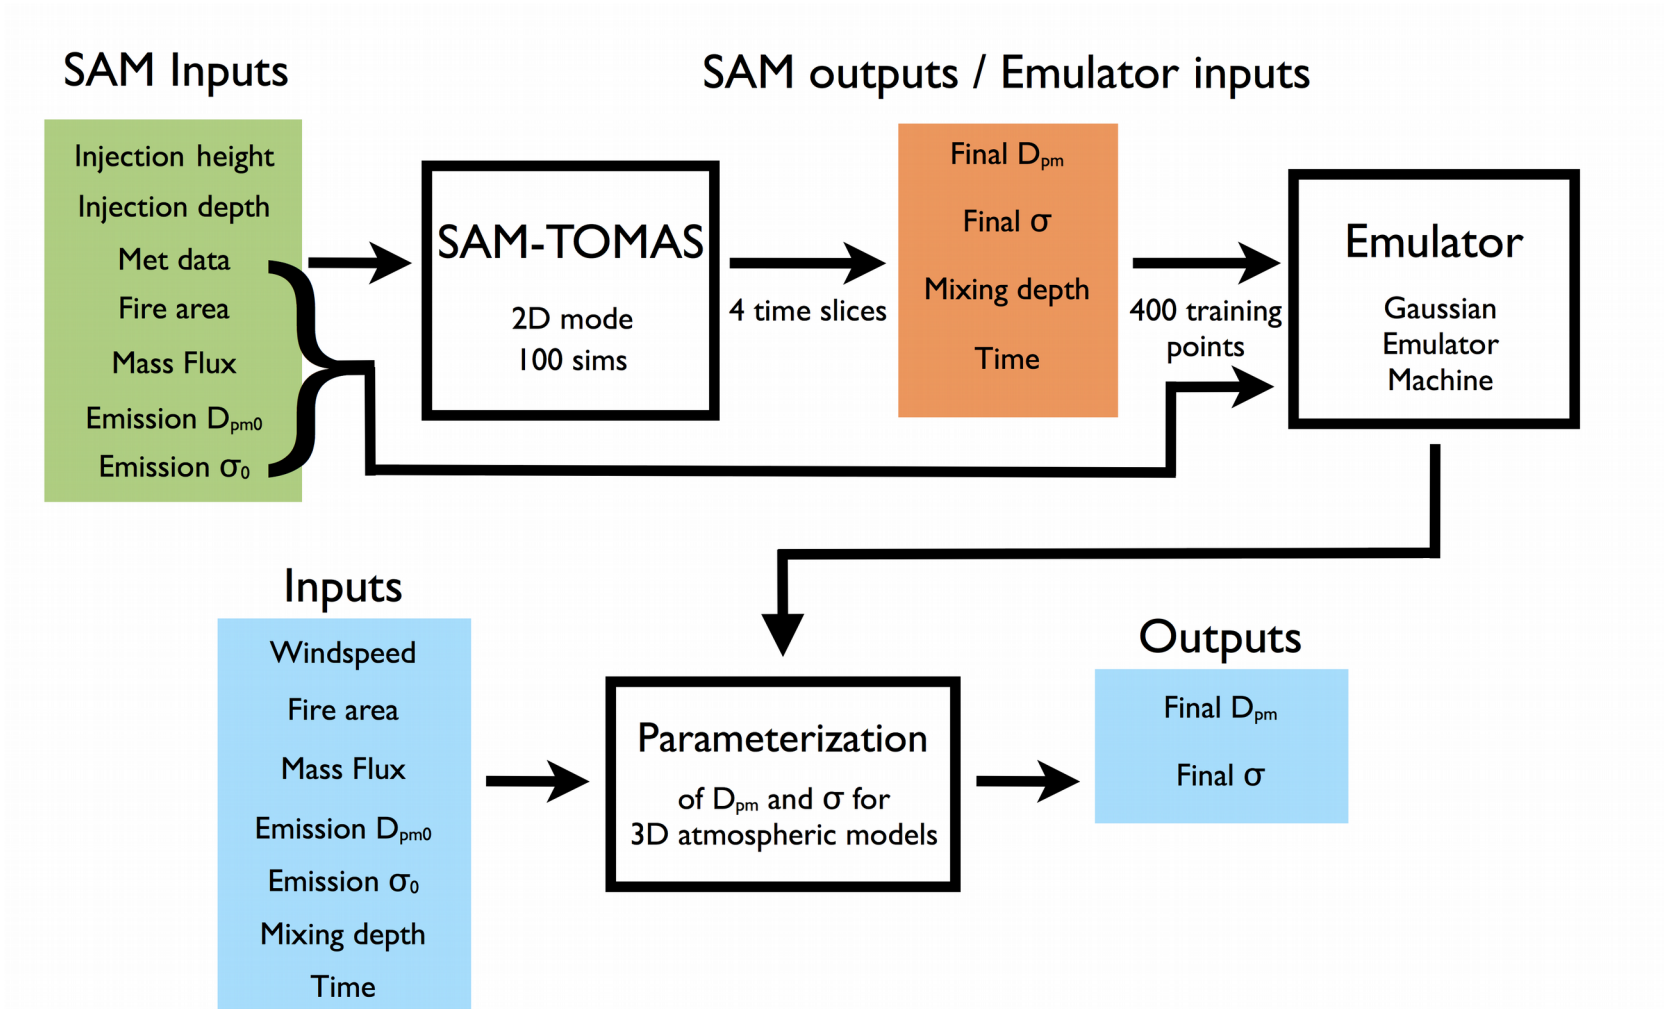 SAM Inputs
Injection height
Injection depth
Met data
Fire area
Mass Flux
Emission Dpm0
Emission σ0
SAM-TOMAS
2D mode
100 sims
4 time slices
SAM outputs / Emulator inputs
Final Dpm
Final σ
Mixing depth
Time
400 training
points
Emulator
Gaussian
Emulator
Machine
Inputs
Windspeed
Fire area
Mass Flux
Emission Dpm0
Emission σ0
Mixing depth
Time
Parameterization
of Dpm and σ for
3D atmospheric models
Outputs
Final Dpm
Final σ